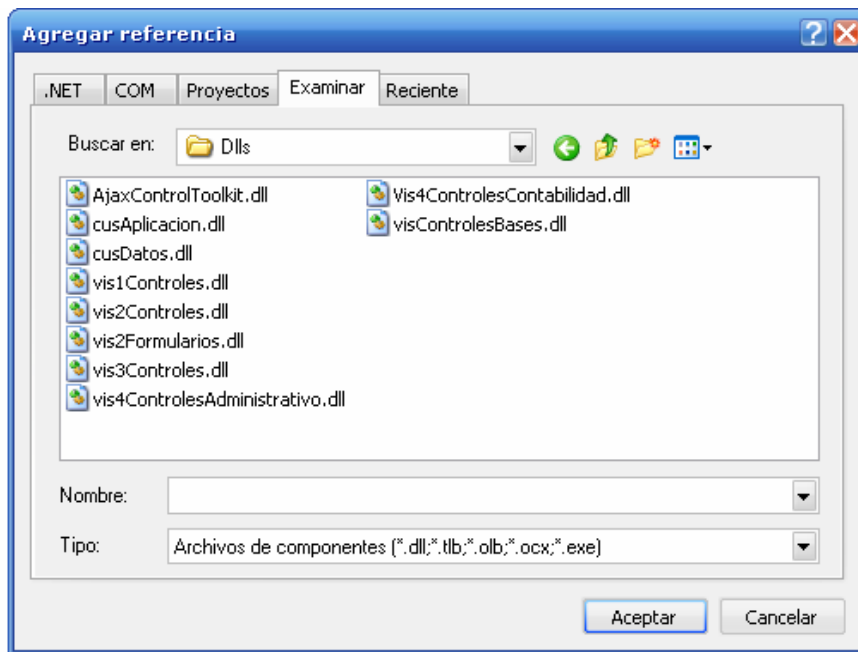 Agregar referencia
.NET COM Proyectos Examinar Reciente
Buscar en: Dlls
AjaxControlToolkit.dll
cusAplicacion.dll
cusDatos.dll
vis1Controles.dll
vis2Controles.dll
vis2Formularios.dll
vis3Controles.dll
vis4ControlesAdministrativo.dll
Vis4ControlesContabilidad.dll
visControlesBases.dll
Nombre:
Tipo: Archivos de componentes (*.dll;*.tlb;*.olb;*.ocx;*.exe)
Aceptar Cancelar